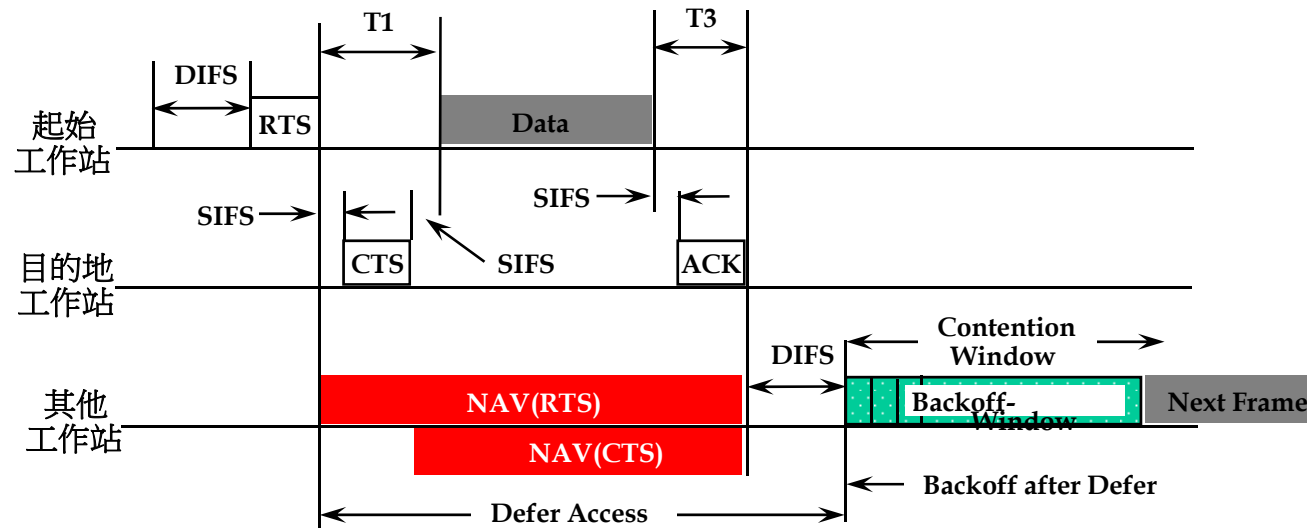 T1
T3
DIFS
RTS
Data
起始
工作站
SIFS
SIFS
CTS
SIFS
ACK
目的地
工作站
Contention
Window
DIFS
NAV(RTS)
Backoff-
Window
Next Frame
其他
工作站
NAV(CTS)
Backoff after Defer
Defer Access